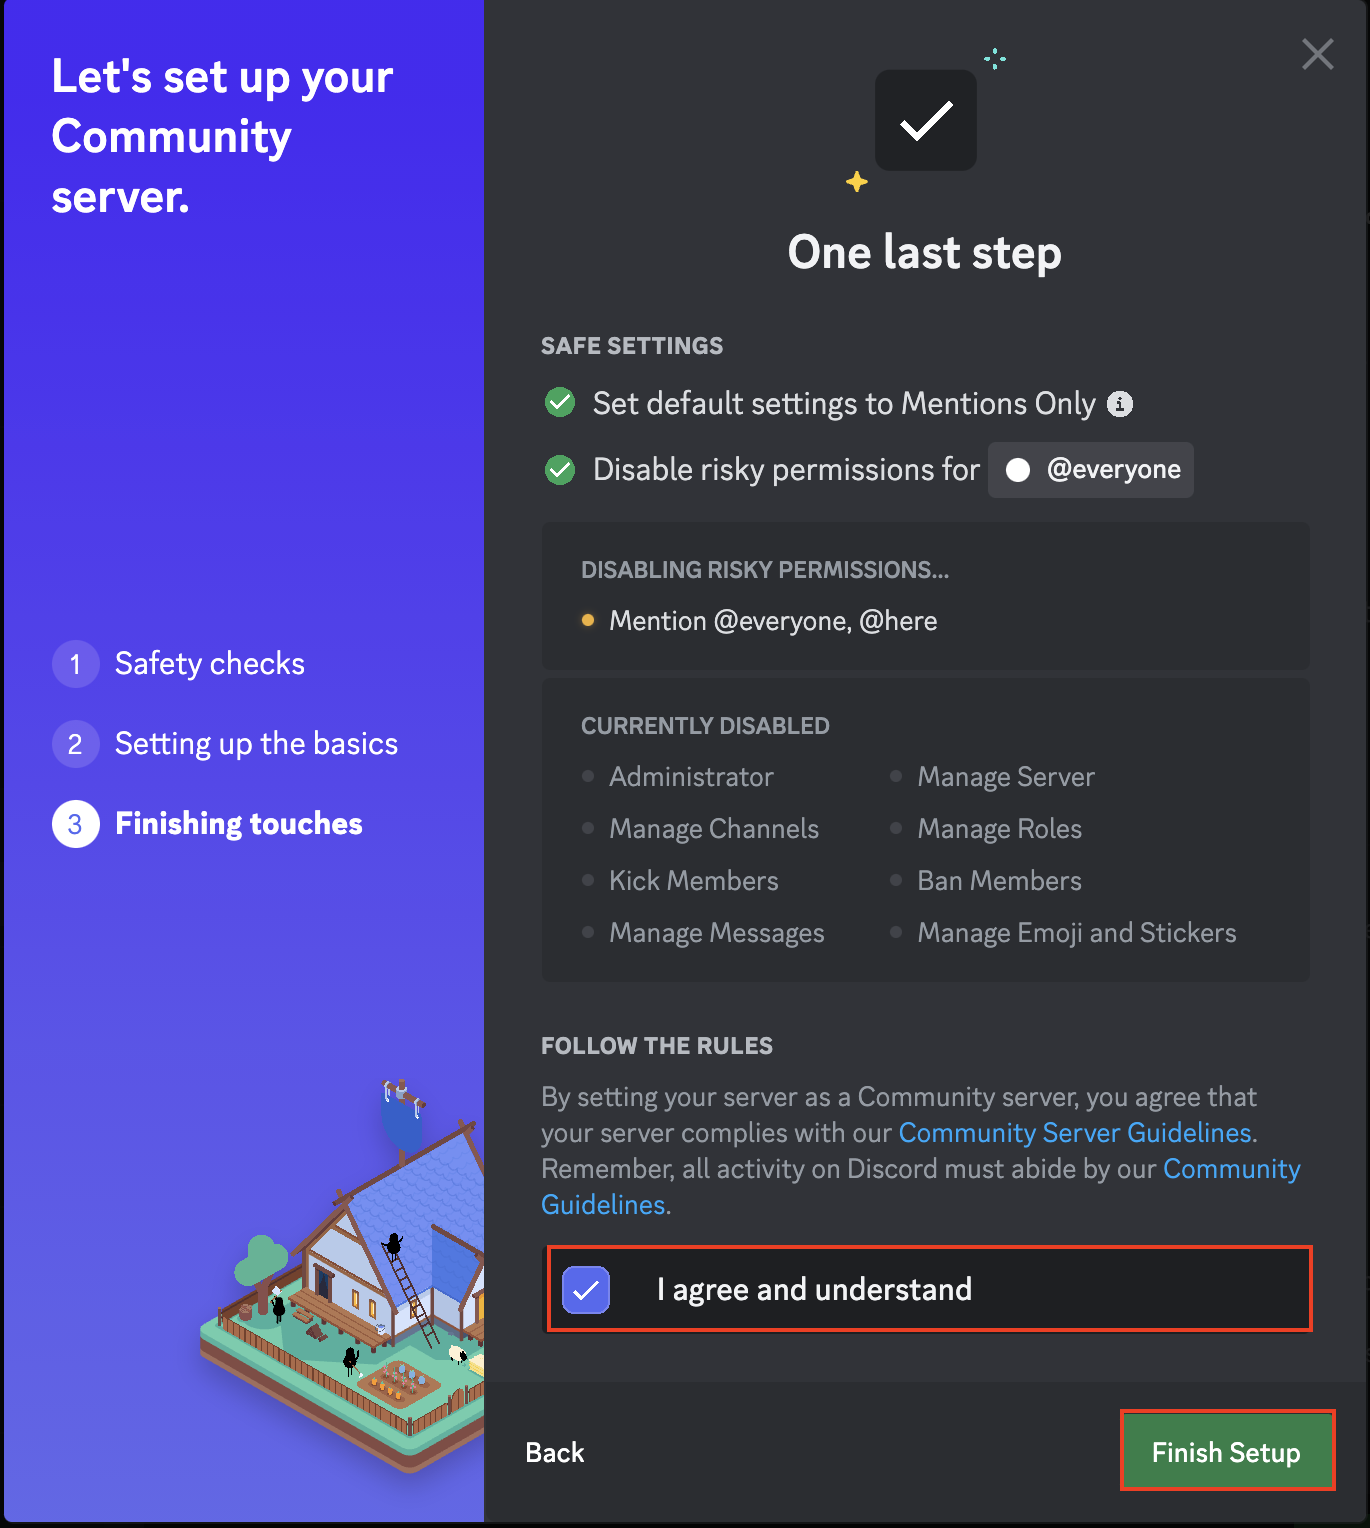 Let's set up your
Community
server.
1 Safety checks
2 Setting up the basics
3 Finishing touches
One last step
SAFE SETTINGS
Set default settings to Mentions Only
Disable risky permissions for @everyone
DISABLING RISKY PERMISSIONS...
Mention @everyone, @here
CURRENTLY DISABLED
Administrator Manage Server
Manage Channels Manage Roles
Kick Members Ban Members
Manage Messages Manage Emoji and Stickers
FOLLOW THE RULES
By setting your server as a Community server, you agree that
your server complies with our Community Server Guidelines.
Remember, all activity on Discord must abide by our Community
Guidelines.
I agree and understand
Back Finish Setup